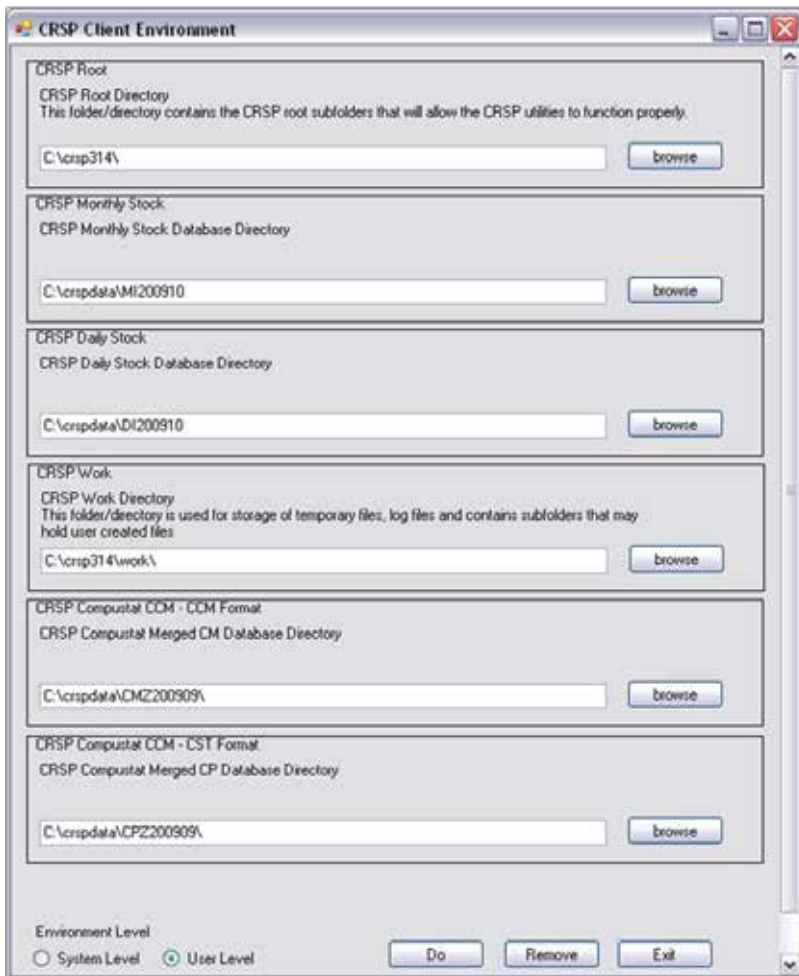 CRSP Client Environment
CRSP Root
CRSP Root Directory
This folder/directory contains the CRSP root subfolders that will allow the CRSP utilities to function properly.
C:\crsp314\
browse
CRSP Monthly Stock
CRSP Monthly Stock Database Directory
C:\crspdata\MI200910
browse
CRSP Daily Stock
CRSP Daily Stock Database Directory
C:\crspdata\DI200910
browse
CRSP Work
CRSP Work Directory
This folder/directory is used for storage of temporary files, log files and contains subfolders that may
hold user created files
C:\crsp314\work\
browse
CRSP Compustat CCM - CCM Format
CRSP Compustat Merged CM Database Directory
C:\crspdata\CMZ200909\
browse
CRSP Compustat CCM - CST Format
CRSP Compustat Merged CP Database Directory
C:\crspdata\CPZ200909\
browse
Environment Level
System Level User Level Do Remove Exit